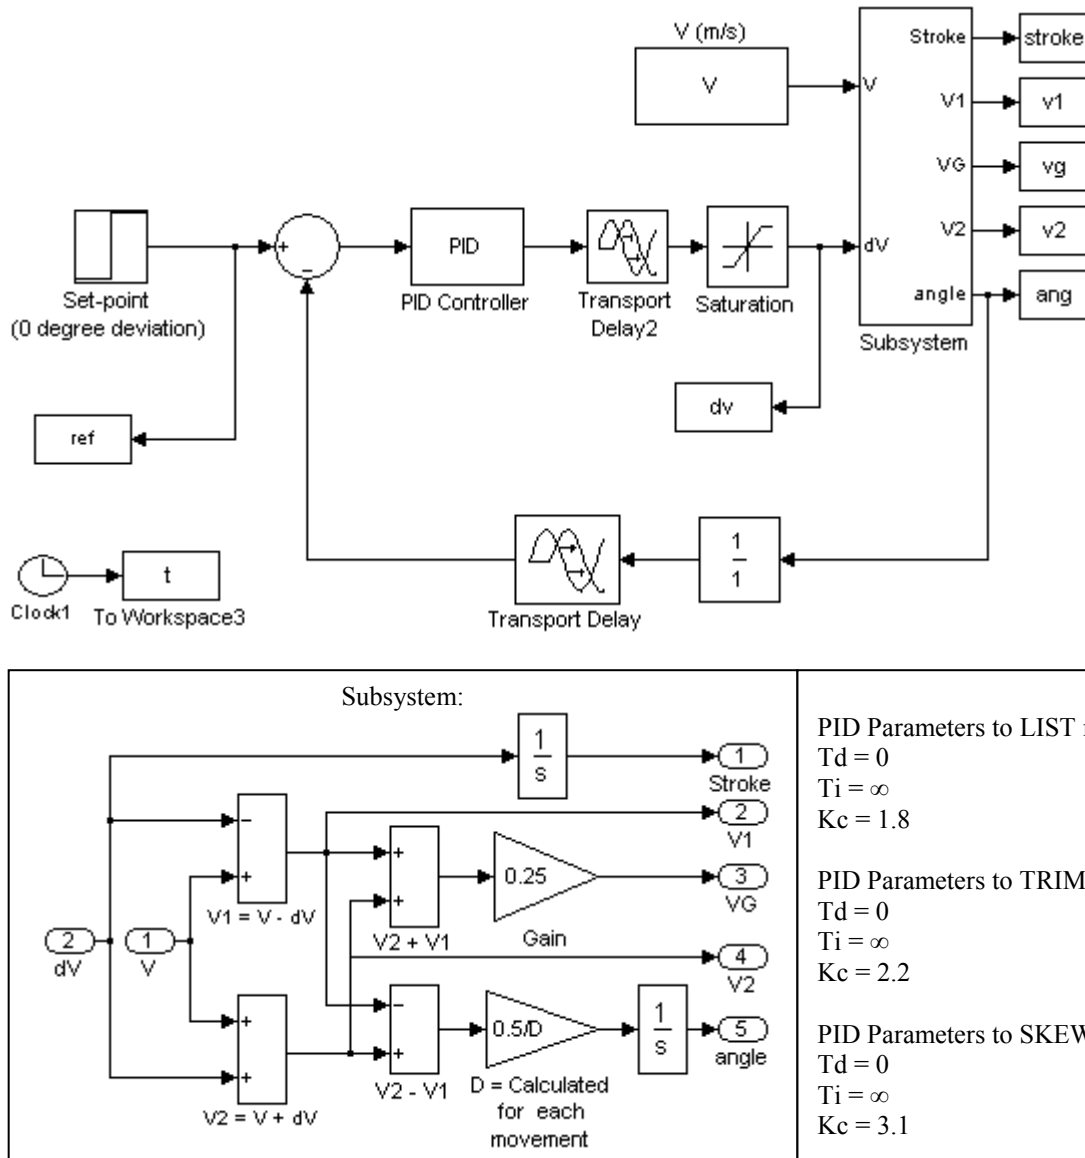 V (m/s)
V
V
dV
Stroke
V1
VG
V2
angle
Subsystem
stroke
v1
vg
v2
ang
Set-point
(0 degree deviation)
+
−
PID
PID Controller
Transport
Delay2
Saturation
ref
dv
Clock1
t
To Workspace3
Transport Delay
1
1
Subsystem:
1
s
1
Stroke
2
V1
−
+
V1 = V - dV
+
+
V2 + V1
0.25
Gain
3
VG
2
dV
1
V
4
V2
+
+
V2 = V + dV
−
+
V2 - V1
0.5/D
D = Calculated
for each
movement
1
s
5
angle
PID Parameters to LIST
Td = 0
Ti = ∞
Kc = 1.8
PID Parameters to TRIM
Td = 0
Ti = ∞
Kc = 2.2
PID Parameters to SKEW
Td = 0
Ti = ∞
Kc = 3.1